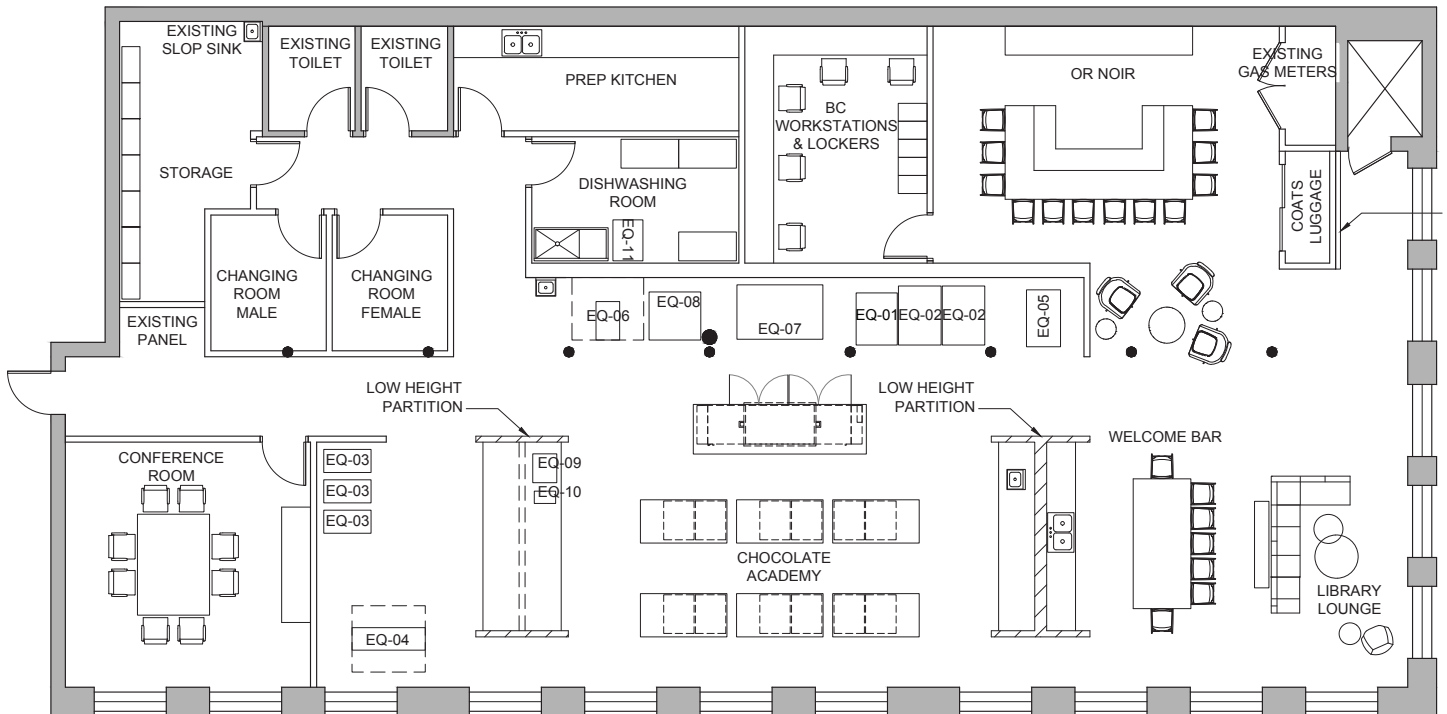 EXISTING
SLOP SINK
EXISTING
TOILET
EXISTING
TOILET
PREP KITCHEN
BC
WORKSTATIONS
& LOCKERS
OR NOIR
EXISTING
GAS METERS
STORAGE
DISHWASHING
ROOM
EQ-11
COATS
LUGGAGE
CHANGING
ROOM
MALE
CHANGING
ROOM
FEMALE
EXISTING
PANEL
EQ-06
EQ-08
EQ-07
EQ-01
EQ-02
EQ-02
EQ-05
LOW HEIGHT
PARTITION
LOW HEIGHT
PARTITION
WELCOME BAR
CONFERENCE
ROOM
EQ-03
EQ-03
EQ-03
EQ-09
EQ-10
CHOCOLATE
ACADEMY
LIBRARY
LOUNGE
EQ-04